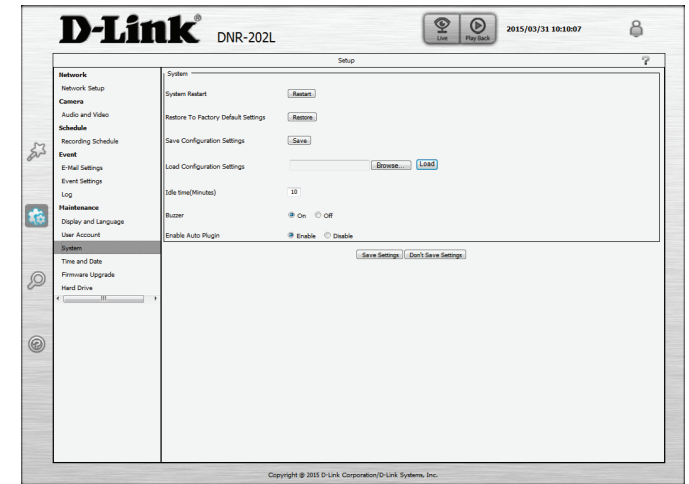 D-Link® DNR-202L
Live Play Back 2015/03/31 10:10:07
Setup ?
Network
Network Setup
Camera
Audio and Video
Schedule
Recording Schedule
Event
E-Mail Settings
Event Settings
Log
Maintenance
Display and Language
User Account
System
Time and Date
Firmware Upgrade
Hard Drive
System
System Restart Restart
Restore To Factory Default Settings Restore
Save Configuration Settings Save
Load Configuration Settings Browse... Load
Idle time(Minutes) 10
Buzzer On Off
Enable Auto Plugin Enable Disable
Save Settings Don't Save Settings
Copyright @ 2015 D-Link Corporation/D-Link Systems, Inc.